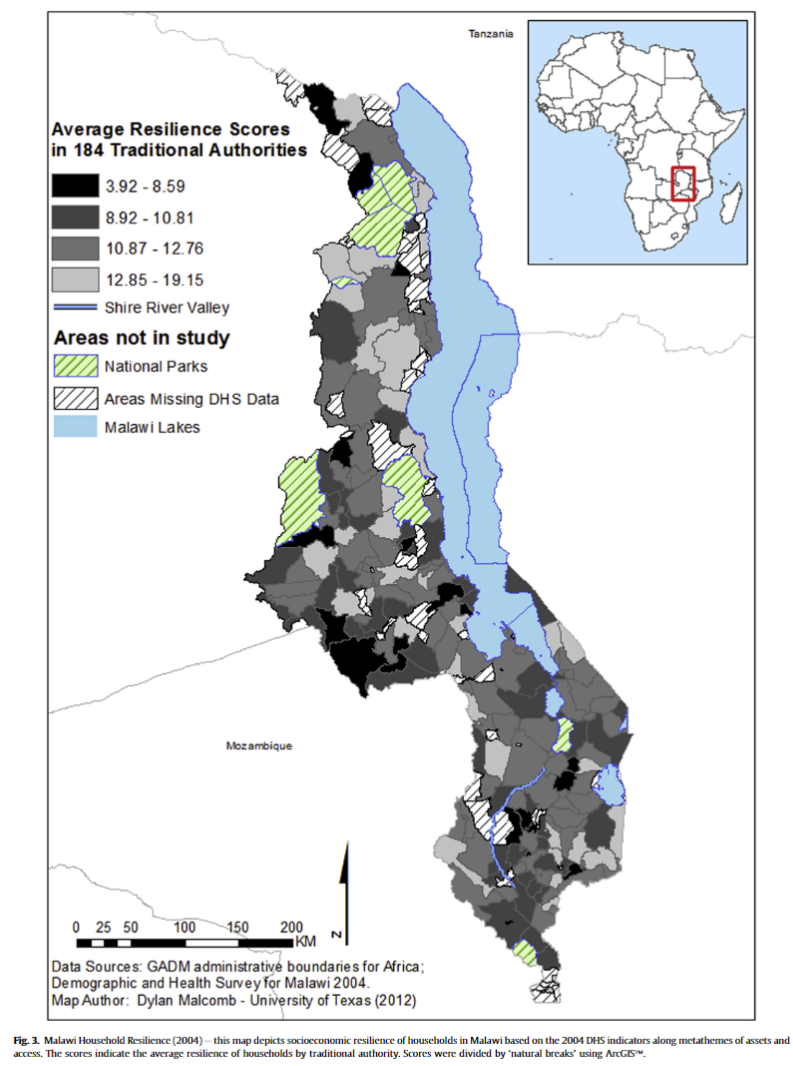 Tanzania
Average Resilience Scores
in 184 Traditional Authorities
3.92 - 8.59
8.92 - 10.81
10.87 - 12.76
12.85 - 19.15
Shire River Valley
Areas not in study
National Parks
Areas Missing DHS Data
Malawi Lakes
Mozambique
N
0 25 50 100 150 200
KM
Data Sources: GADM administrative boundaries for Africa;
Demographic and Health Survey for Malawi 2004.
Map Author: Dylan Malcomb - University of Texas (2012)
Fig. 3. Malawi Household Resilience (2004) – this map depicts socioeconomic resilience of households in Malawi based on the 2004 DHS indicators along metathemes of assets and
access. The scores indicate the average resilience of households by traditional authority. Scores were divided by ‘natural breaks’ using ArcGIS™.